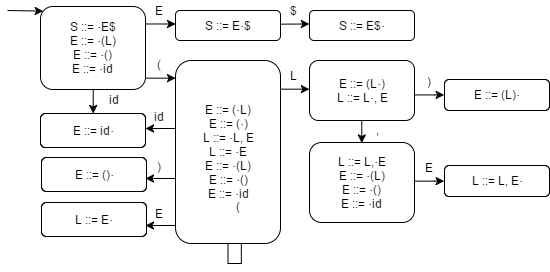 S ::= ·E$
E ::= ·(L)
E ::= ·()
E ::= ·id
E
S ::= E·$
$
S ::= E$·
(
id
E ::= id·
id
E ::= ()·
)
L ::= E·
E
E ::= (·L)
E ::= (·)
L ::= ·L, E
L ::= ·E
E ::= ·(L)
E ::= ·()
E ::= ·id
(
L
E ::= (L·)
L ::= L·, E
)
E ::= (L)·
,
L ::= L,·E
E ::= ·(L)
E ::= ·()
E ::= ·id
E
L ::= L, E·